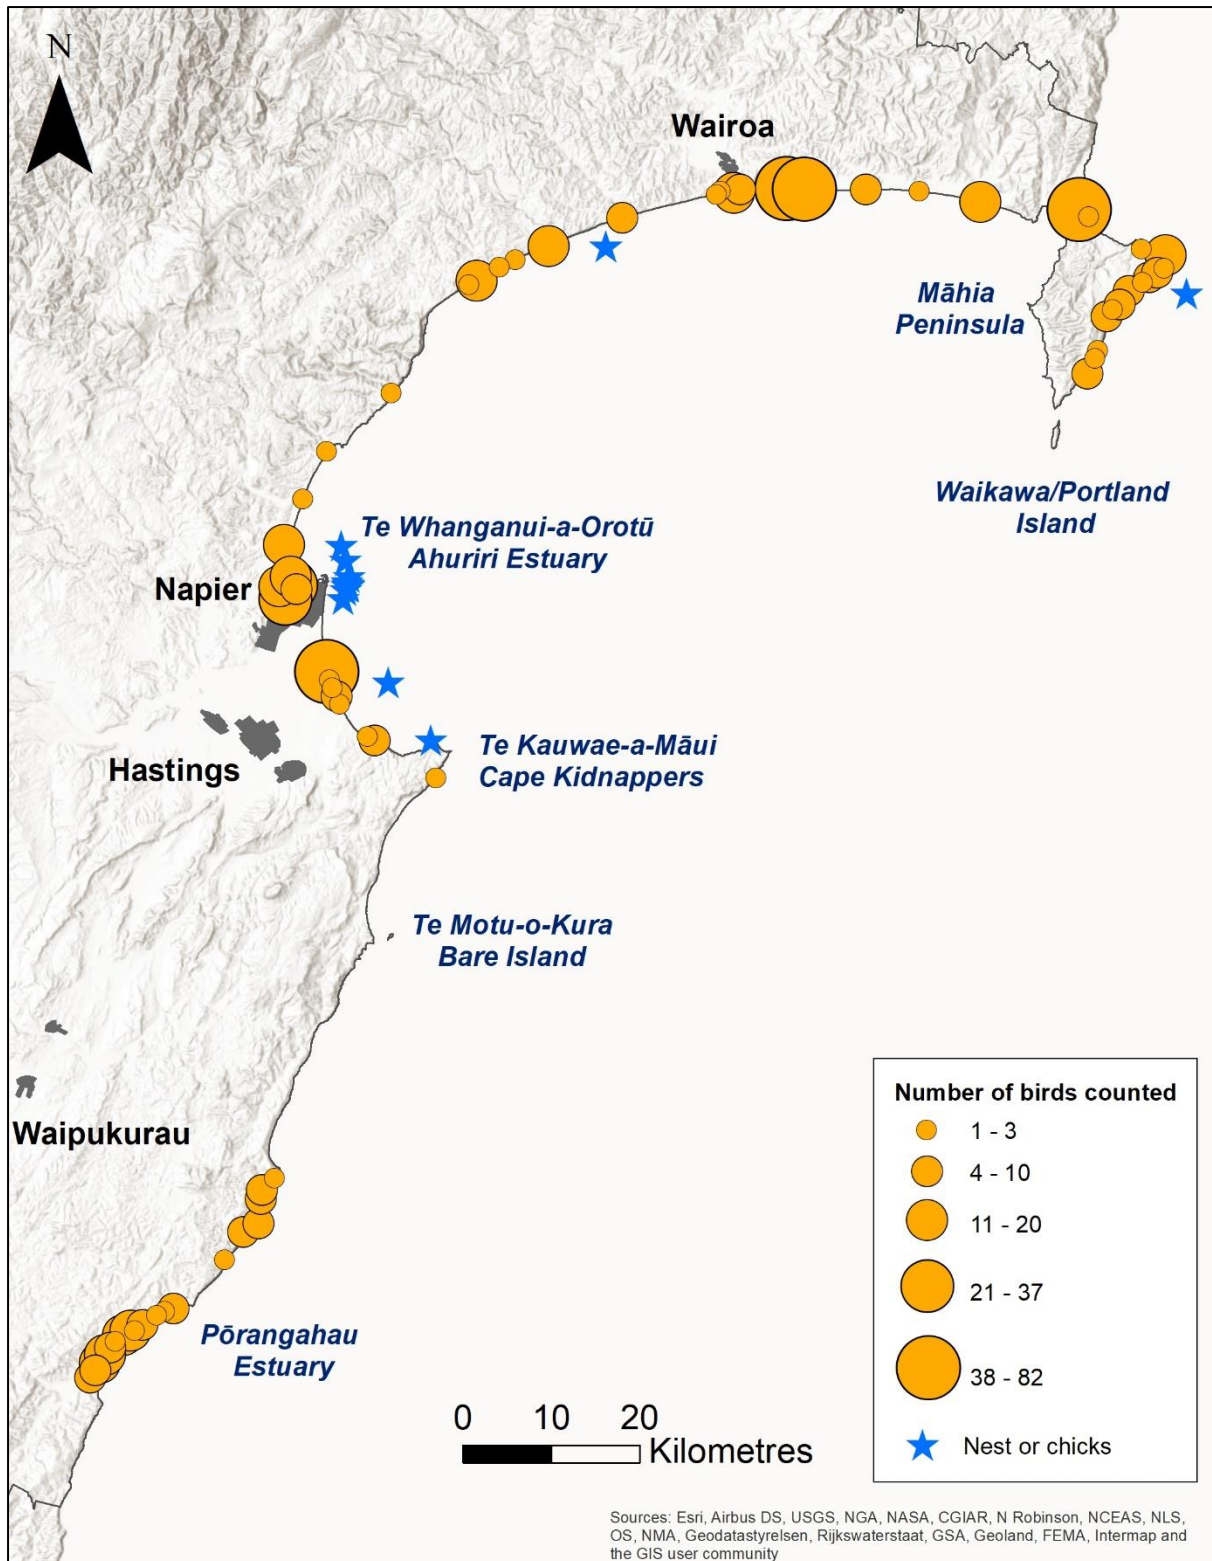 N
Wairoa
Māhia
Peninsula
Waikawa/Portland
Island
Te Whanganui-a-Orotū
Ahuriri Estuary
Napier
Te Kauwae-a-Māui
Cape Kidnappers
Hastings
Te Motu-o-Kura
Bare Island
Waipukurau
Pōrangahau
Estuary
Number of birds counted
1 - 3
4 - 10
11 - 20
21 - 37
38 - 82
Nest or chicks
0 10 20
Kilometres
Sources: Esri, Airbus DS, USGS, NGA, NASA, CGIAR, N Robinson, NCEAS, NLS,
OS, NMA, Geodatastyrelsen, Rijkswaterstaat, GSA, Geoland, FEMA, Intermap and
the GIS user community